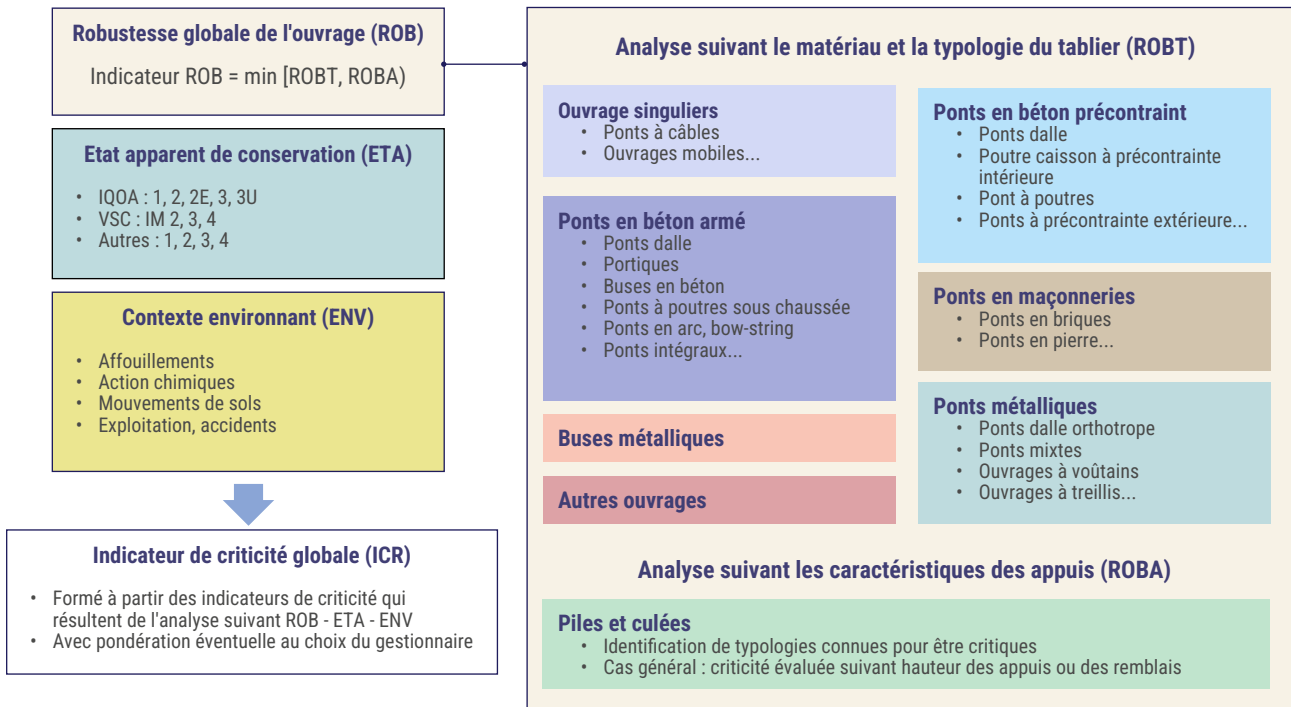 Robustesse globale de l'ouvrage (ROB)
Indicateur ROB = min [ROBT, ROBA)
Etat apparent de conservation (ETA)
• IQOA : 1, 2, 2E, 3, 3U
• VSC : IM 2, 3, 4
• Autres : 1, 2, 3, 4
Contexte environnant (ENV)
• Affouillements
• Action chimiques
• Mouvements de sols
• Exploitation, accidents
Indicateur de criticité globale (ICR)
• Formé à partir des indicateurs de criticité qui
résultent de l'analyse suivant ROB - ETA - ENV
• Avec pondération éventuelle au choix du gestionnaire
Analyse suivant le matériau et la typologie du tablier (ROBT)
Ouvrage singuliers
• Ponts à câbles
• Ouvrages mobiles...
Ponts en béton armé
• Ponts dalle
• Portiques
• Buses en béton
• Ponts à poutres sous chaussée
• Ponts en arc, bow-string
• Ponts intégraux...
Buses métalliques
Autres ouvrages
Ponts en béton précontraint
• Ponts dalle
• Poutre caisson à précontrainte
intérieure
• Pont à poutres
• Ponts à précontrainte extérieure...
Ponts en maçonneries
• Ponts en briques
• Ponts en pierre...
Ponts métalliques
• Ponts dalle orthotrope
• Ponts mixtes
• Ouvrages à voûtains
• Ouvrages à treillis...
Analyse suivant les caractéristiques des appuis (ROBA)
Piles et culées
• Identification de typologies connues pour être critiques
• Cas général : criticité évaluée suivant hauteur des appuis ou des remblais